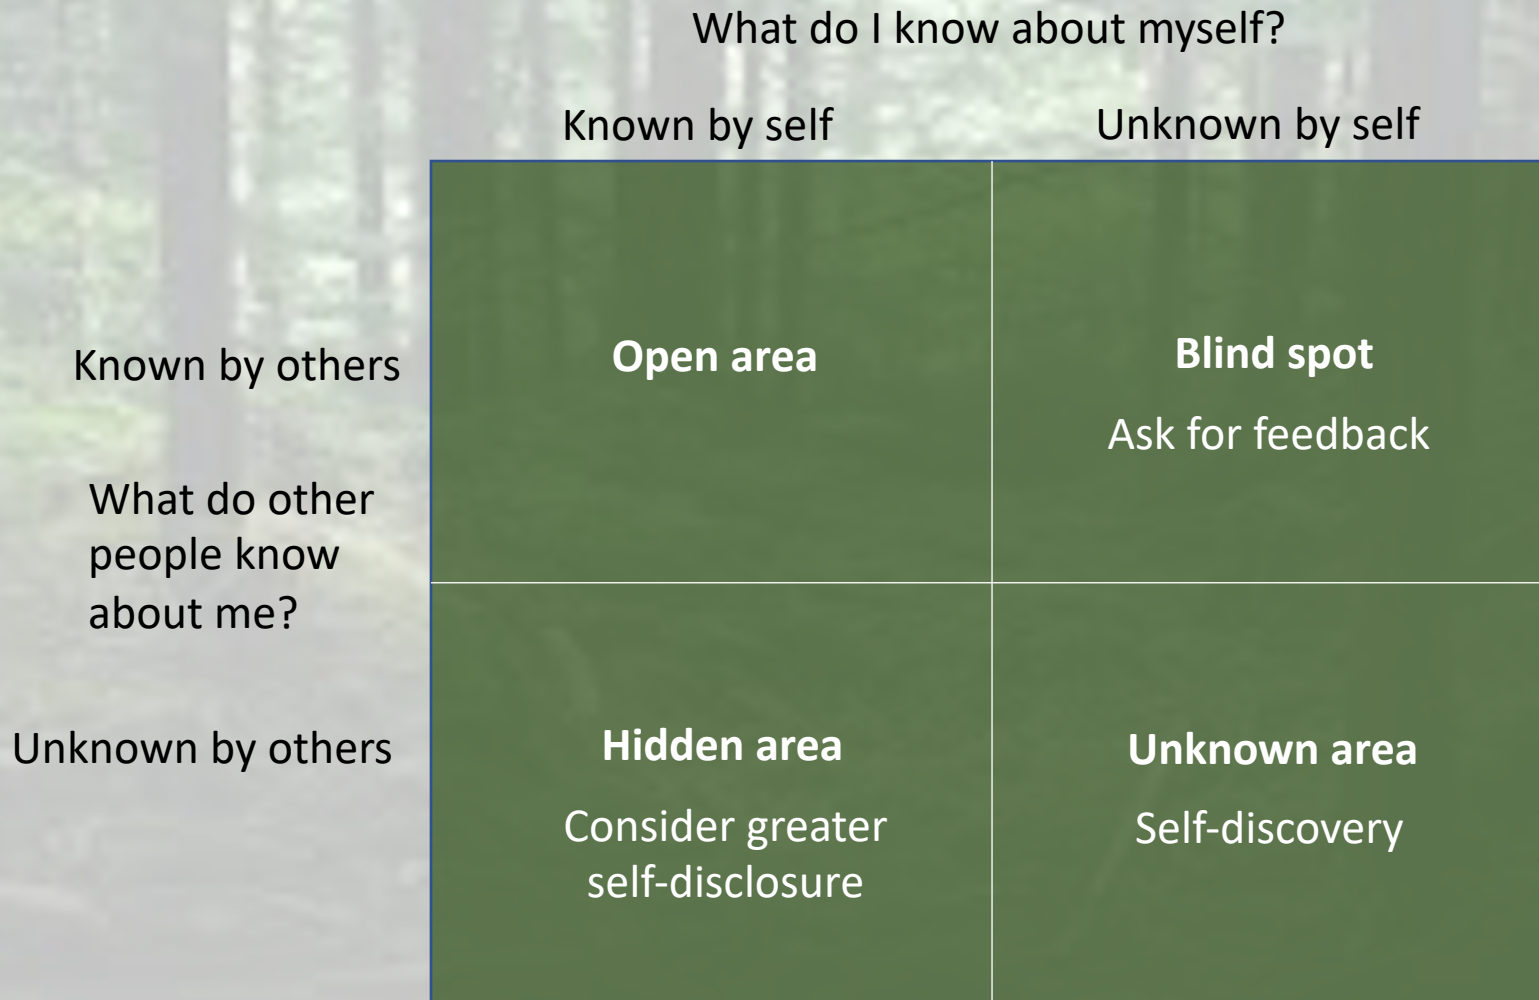 What do I know about myself?
Known by self
Unknown by self
Known by others
Open area
Blind spot
Ask for feedback
What do other
people know
about me?
Unknown by others
Hidden area
Consider greater
self-disclosure
Unknown area
Self-discovery